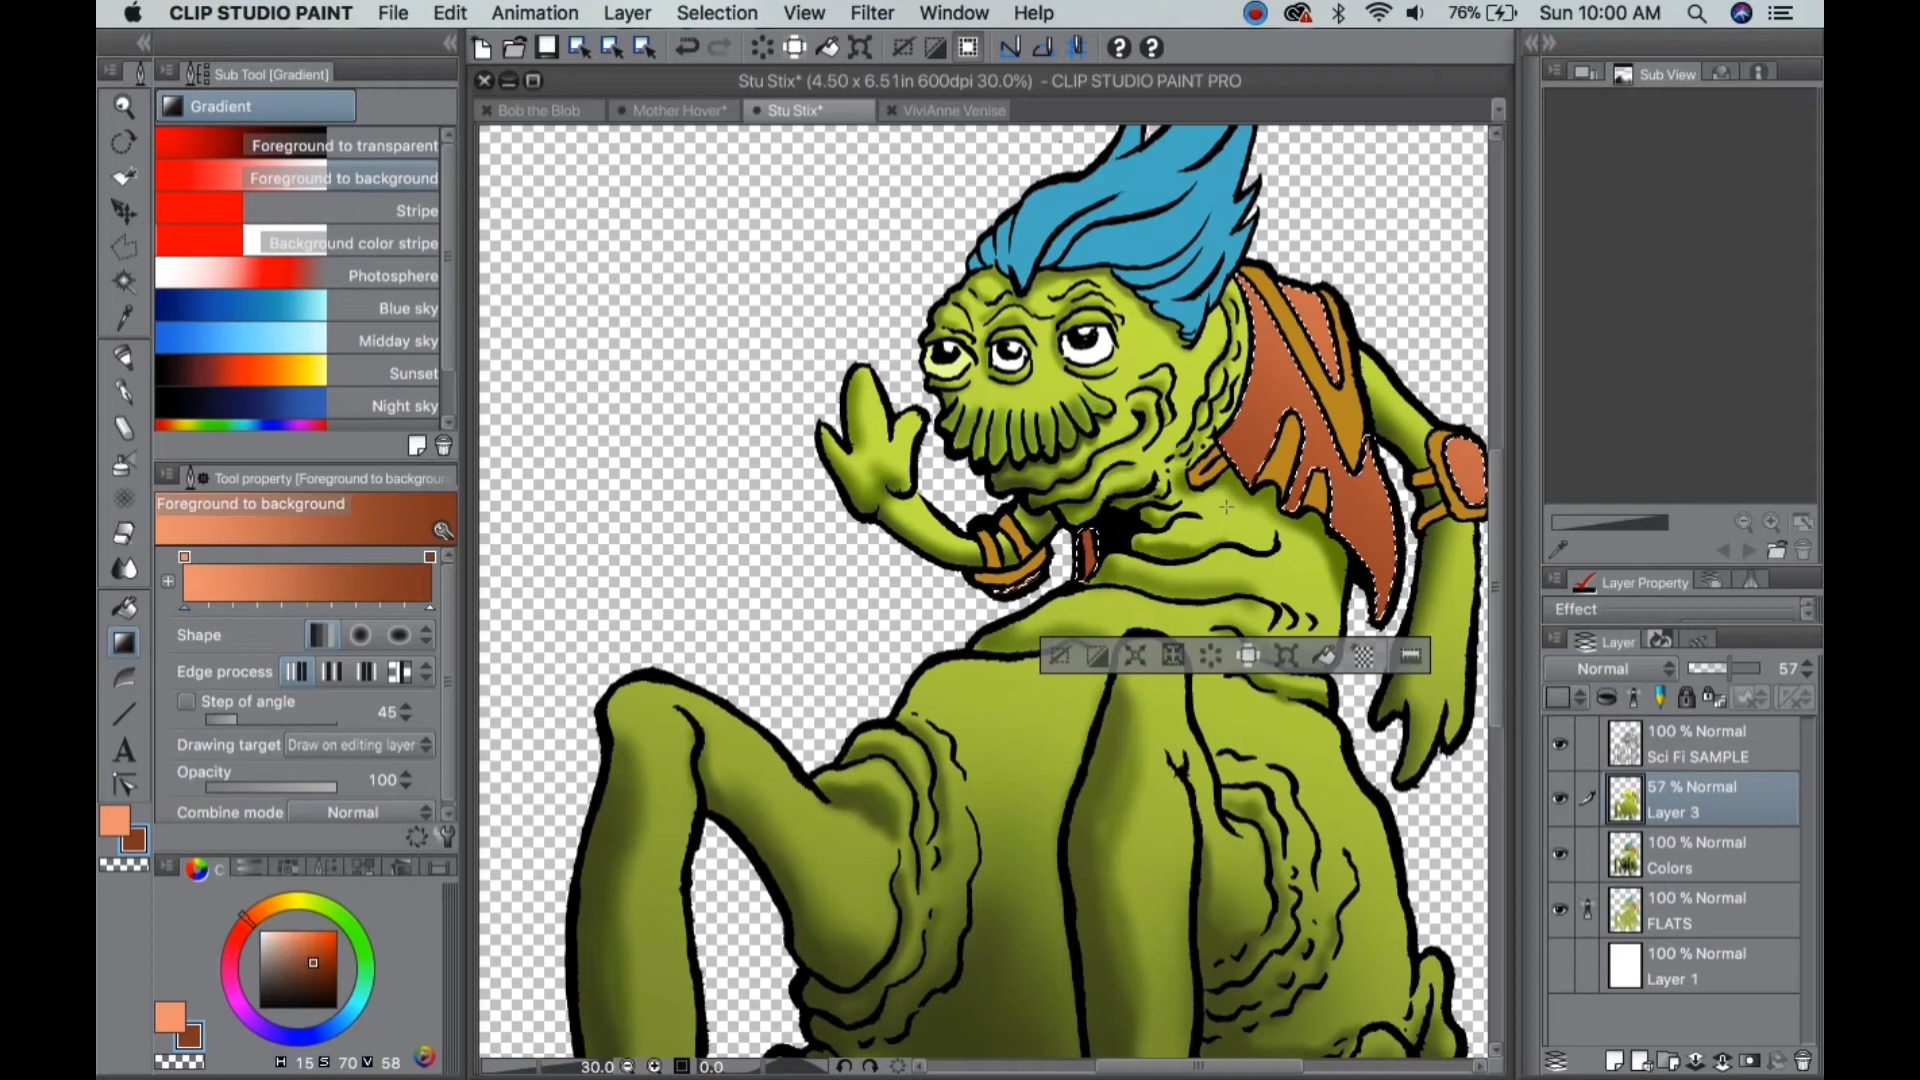 CLIP STUDIO PAINT File Edit Animation Layer Selection View Filter Window Help 76% Sun 10:00 AM
Stu Stix* (4.50 x 6.51in 600dpi 30.0%) - CLIP STUDIO PAINT PRO
Bob the Blob Mother Hover* Stu Stix* ViviAnne Venise
Sub Tool [Gradient]
Gradient
Foreground to transparent
Foreground to background
Stripe
Background color stripe
Photosphere
Blue sky
Midday sky
Sunset
Night sky
Tool property [Foreground to backgroun
Foreground to background
Shape
Edge process
Step of angle 45
Drawing target Draw on editing layer
Opacity 100
Combine mode Normal
C
H 15 S 70 V 58
30.0 0.0
Sub View
Layer Property
Effect
Layer
Normal 57
100 % Normal
Sci Fi SAMPLE
57 % Normal
Layer 3
100 % Normal
Colors
100 % Normal
FLATS
100 % Normal
Layer 1